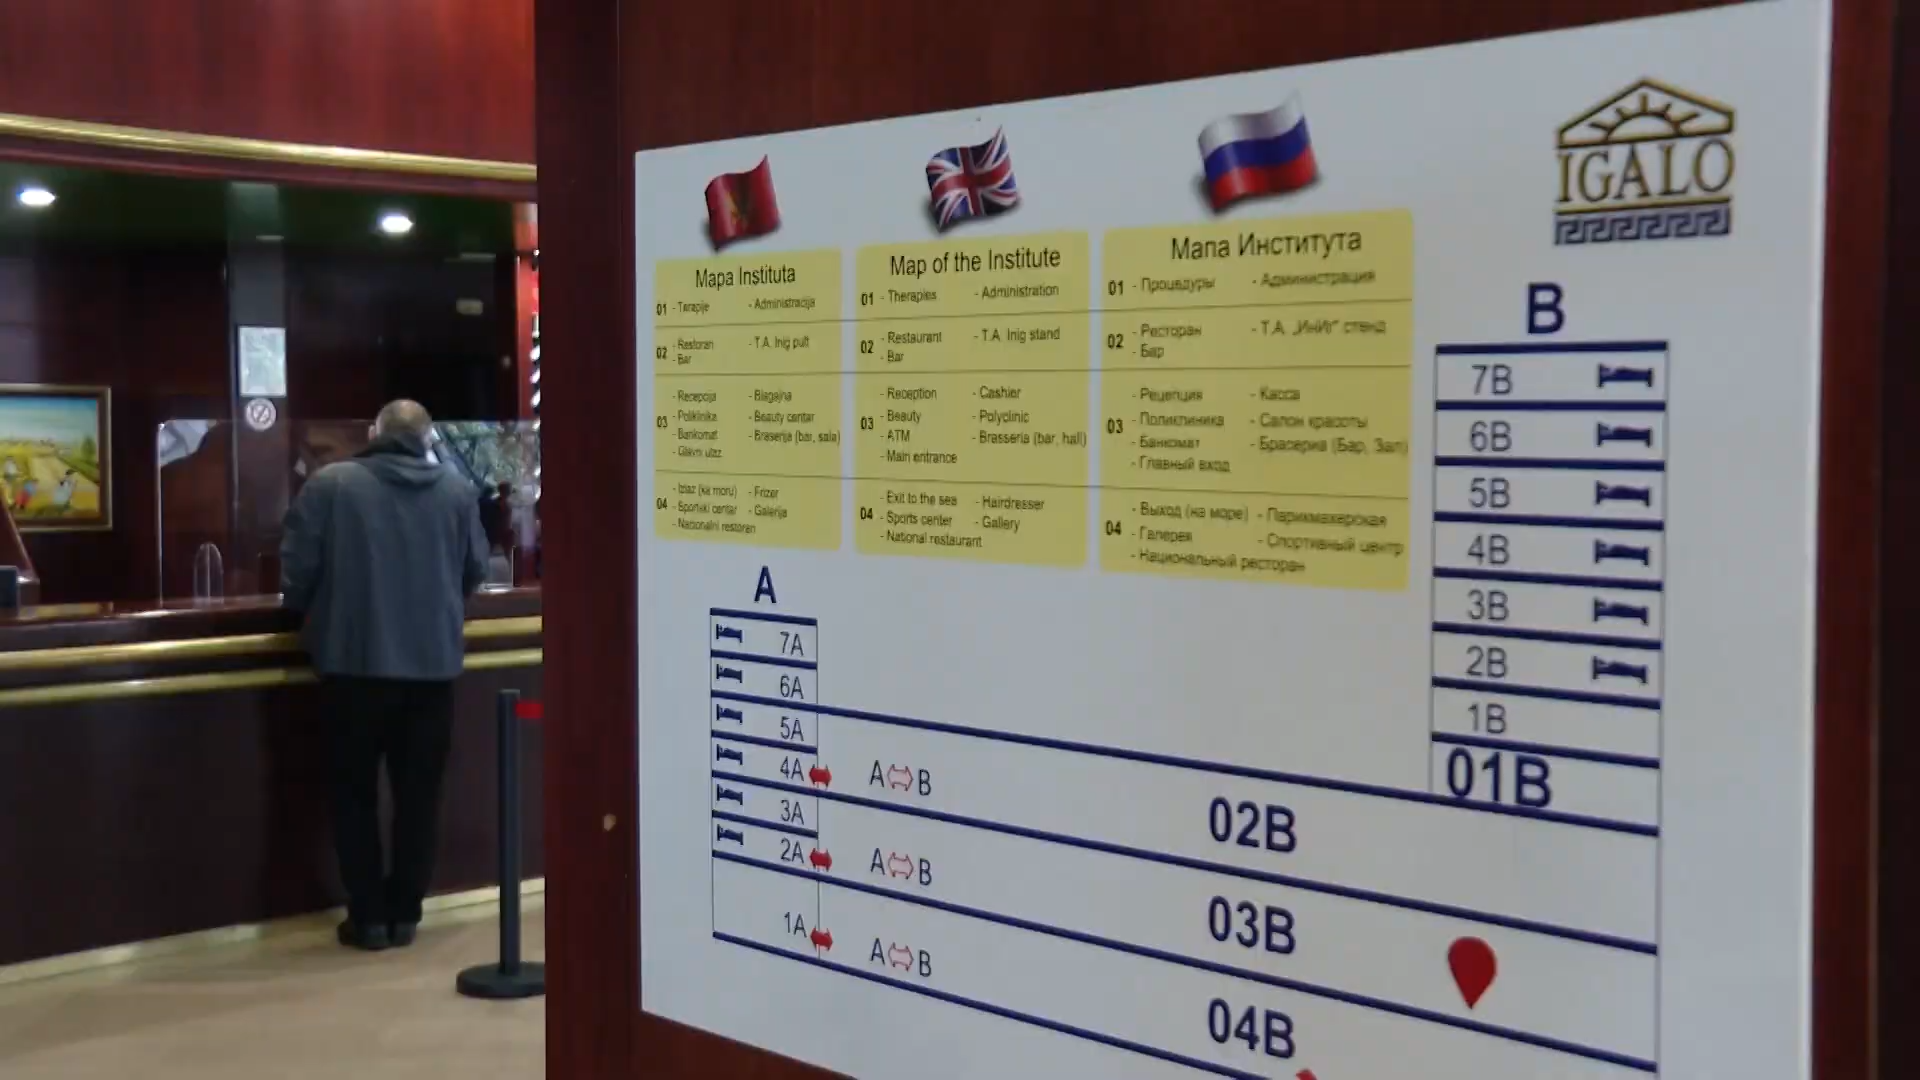 IGALO
Mapa Instituta
01 - Terapije - Administracija
02 - Restoran - T.A. Inig pult
- Bar
03 - Recepcija - Blagajna
- Poliklinika - Beauty centar
- Bankomat - Braserija (bar, sala)
- Glavni ulaz
04 - Izlaz (ka moru) - Frizer
- Sportski centar - Galerija
- Nacionalni restoran
Map of the Institute
01 - Therapies - Administration
02 - Restaurant - T.A. Inig stand
- Bar
03 - Reception - Cashier
- Beauty - Polyclinic
- ATM - Brasseria (bar, hall)
- Main entrance
04 - Exit to the sea - Hairdresser
- Sports center - Gallery
- National restaurant
Мапа Института
01 - Процедуры - Администрация
02 - Ресторан - Т.А. „ИнИг" стенд
- Бар
03 - Рецепция - Касса
- Поликлиника - Салон красоты
- Банкомат - Брасериа (Бар, Зал)
- Главный вход
04 - Выход (на море) - Парикмахерская
- Галерея - Спортивный центр
- Национальный ресторан
A
7A
6A
5A
4A A B
3A
2A A B
1A A B
B
7B
6B
5B
4B
3B
2B
1B
01B
02B
03B
04B